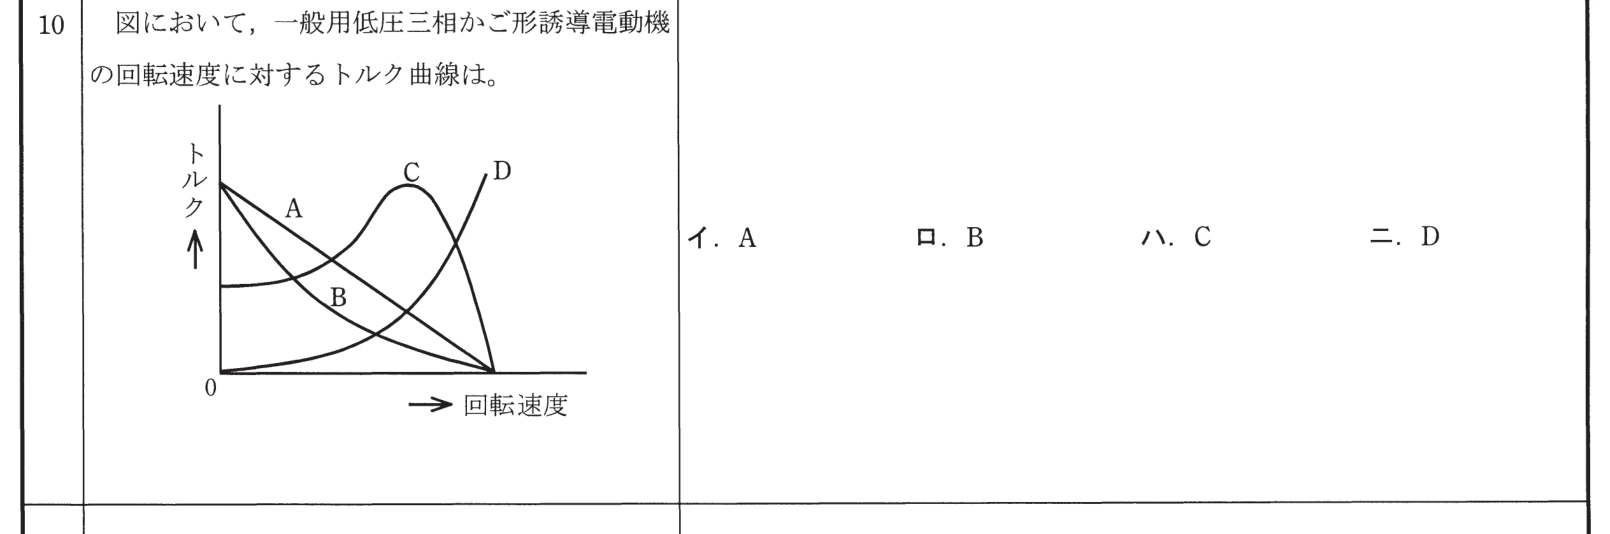 10
図において，一般用低圧三相かご形誘導電動機
の回転速度に対するトルク曲線は。
トルク
A
B
C
D
0
回転速度
イ．A
ロ．B
ハ．C
ニ．D